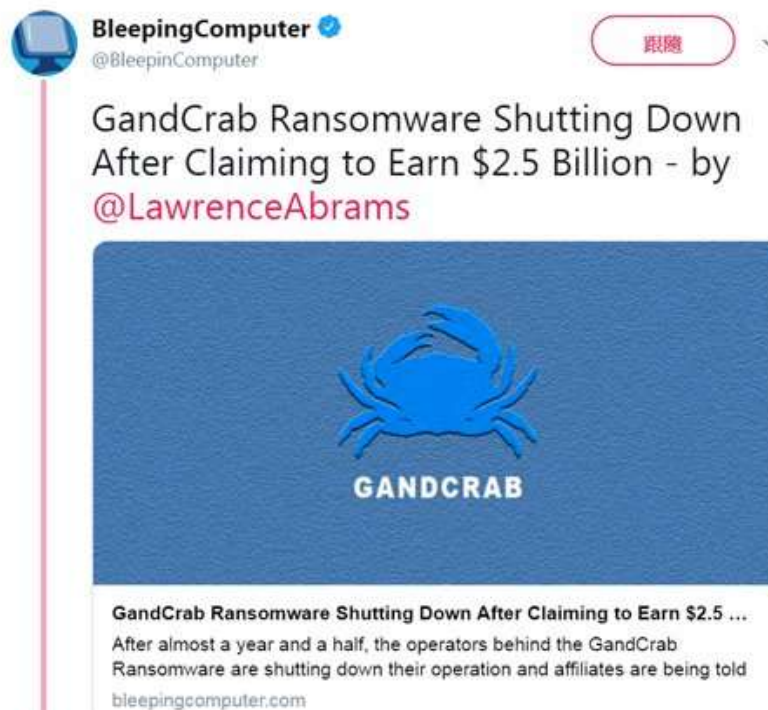 BleepingComputer
@BleepinComputer
跟隨
GandCrab Ransomware Shutting Down
After Claiming to Earn $2.5 Billion - by
@LawrenceAbrams
GANDCRAB
GandCrab Ransomware Shutting Down After Claiming to Earn $2.5 ...
After almost a year and a half, the operators behind the GandCrab
Ransomware are shutting down their operation and affiliates are being told
bleepingcomputer.com